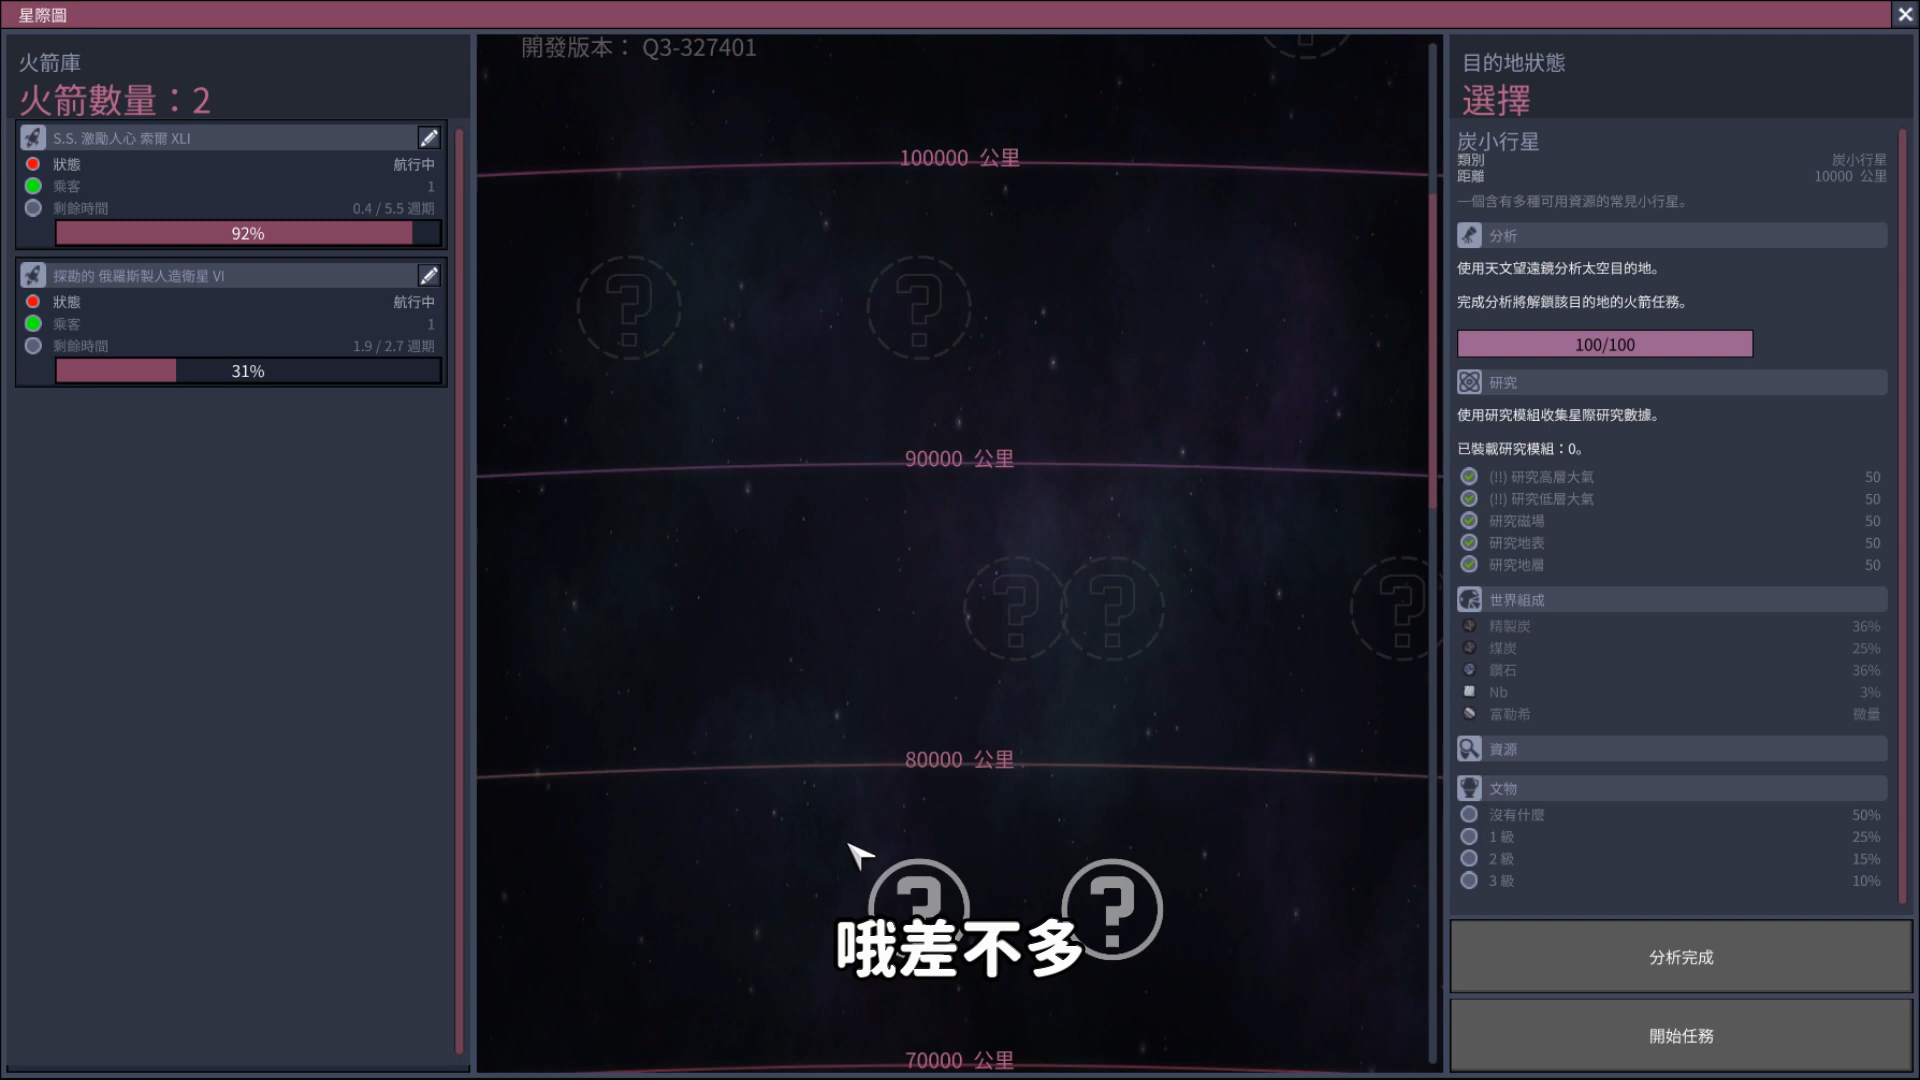 星際圖
火箭庫
火箭數量：2
S.S. 激勵人心 索爾 XLI
狀態 航行中
乘客 1
剩餘時間 0.4 / 5.5 週期
92%
探勘的 俄羅斯製人造衛星 VI
狀態 航行中
乘客 1
剩餘時間 1.9 / 2.7 週期
31%
開發版本： Q3-327401
100000 公里
90000 公里
80000 公里
70000 公里
哦差不多
目的地狀態
選擇
炭小行星
類別 炭小行星
距離 10000 公里
一個含有多種可用資源的常見小行星。
分析
使用天文望遠鏡分析太空目的地。
完成分析將解鎖該目的地的火箭任務。
100/100
研究
使用研究模組收集星際研究數據。
已裝載研究模組：0。
(!!) 研究高層大氣 50
(!!) 研究低層大氣 50
研究磁場 50
研究地表 50
研究地層 50
世界組成
精製炭 36%
煤炭 25%
鑽石 36%
Nb 3%
富勒希 微量
資源
文物
沒有什麼 50%
1 級 25%
2 級 15%
3 級 10%
分析完成
開始任務